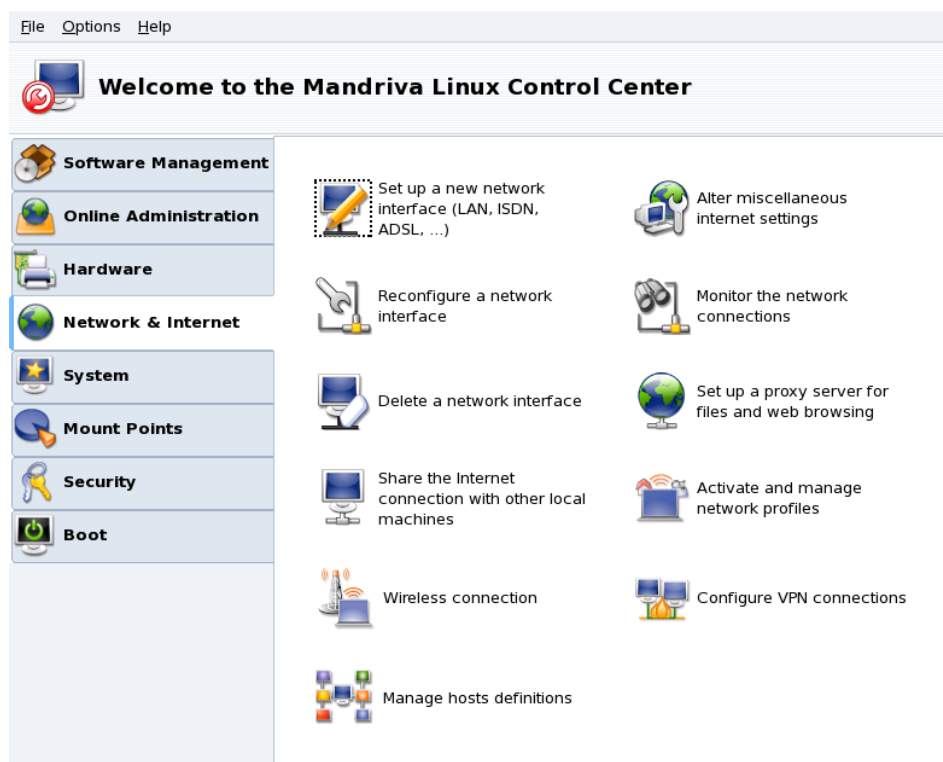 File Options Help
Welcome to the Mandriva Linux Control Center
Software Management
Online Administration
Hardware
Network & Internet
System
Mount Points
Security
Boot
Set up a new network
interface (LAN, ISDN,
ADSL, ...)
Alter miscellaneous
internet settings
Reconfigure a network
interface
Monitor the network
connections
Delete a network interface
Set up a proxy server for
files and web browsing
Share the Internet
connection with other local
machines
Activate and manage
network profiles
Wireless connection
Configure VPN connections
Manage hosts definitions